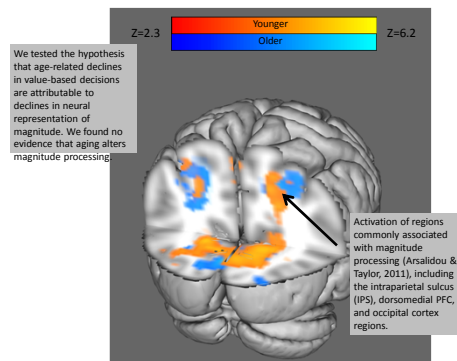 Younger
Z=2.3
Z=6.2
Older
We tested the hypothesis
that age-related declines
in value-based decisions
are attributable to
declines in neural
representation of
magnitude. We found no
evidence that aging alters
magnitude processing.
Activation of regions
commonly associated
with magnitude
processing (Arsalidou &
Taylor, 2011), including
the intraparietal sulcus
(IPS), dorsomedial PFC,
and occipital cortex
regions.